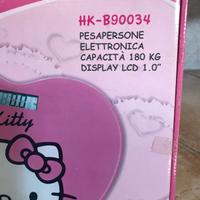 HK-B90034
PESAPERSONE
ELETTRONICA
CAPACITÀ 180 KG
DISPLAY LCD 1.0"
Kitty